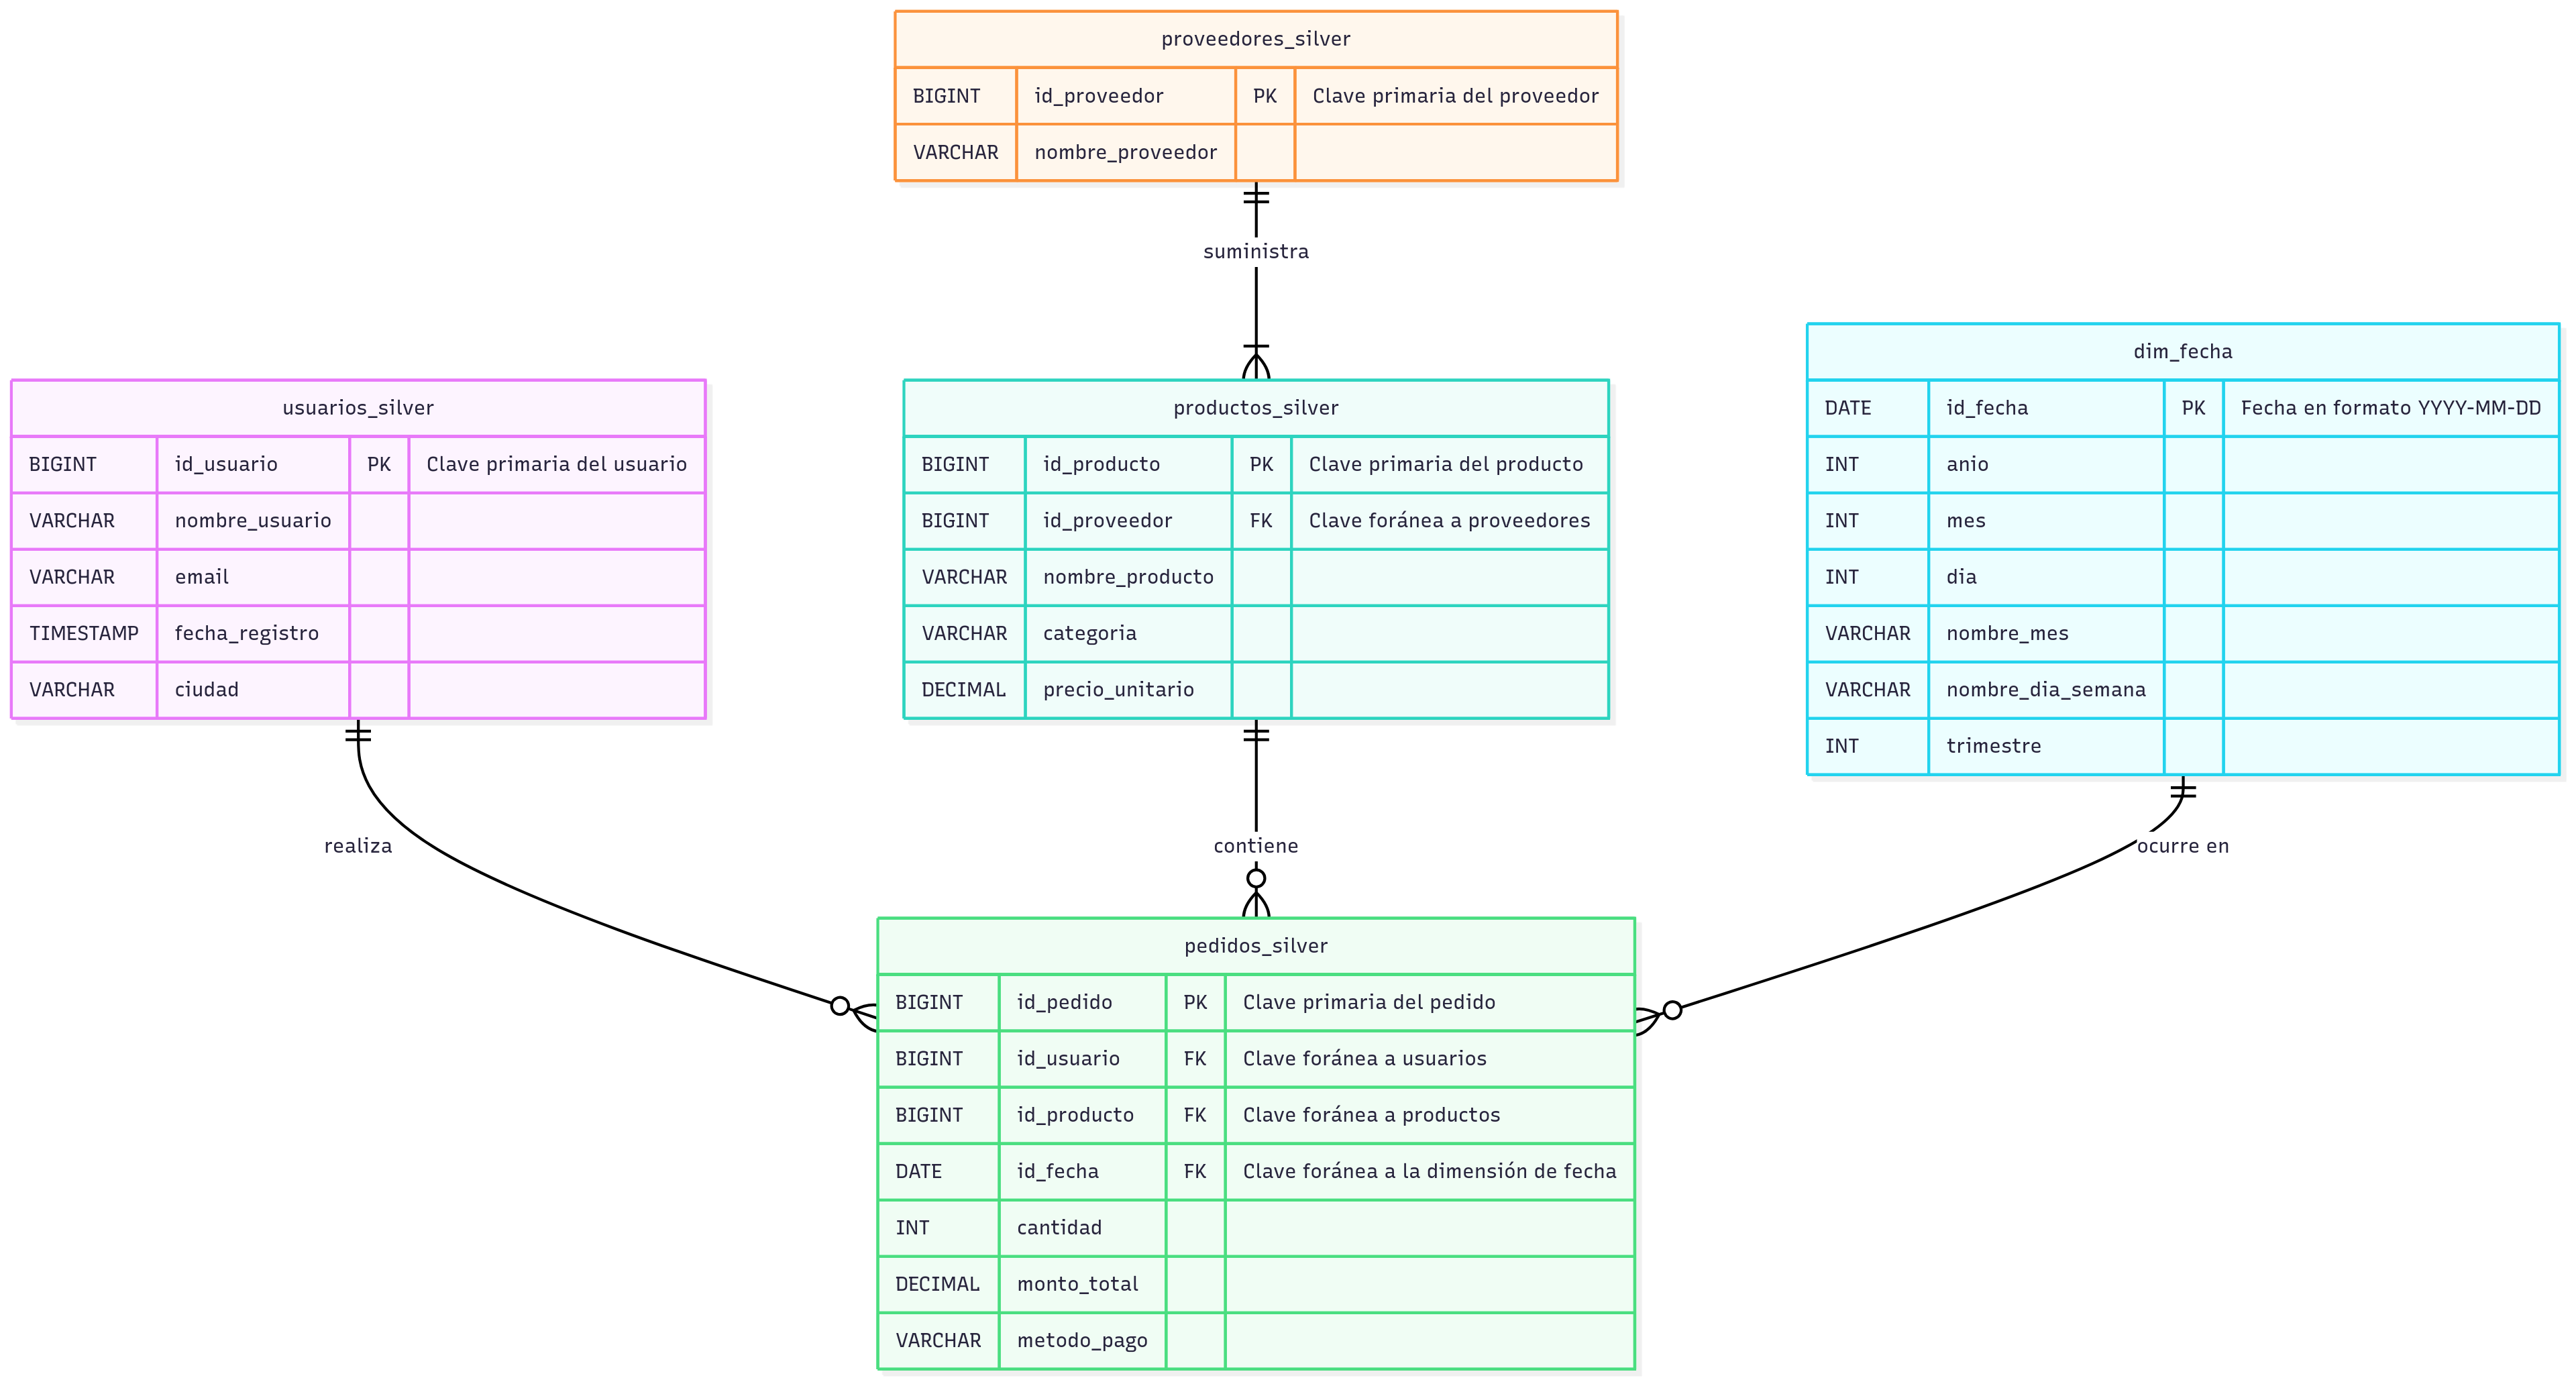 proveedores_silver
BIGINT id_proveedor PK Clave primaria del proveedor
VARCHAR nombre_proveedor
suministra
usuarios_silver
BIGINT id_usuario PK Clave primaria del usuario
VARCHAR nombre_usuario
VARCHAR email
TIMESTAMP fecha_registro
VARCHAR ciudad
productos_silver
BIGINT id_producto PK Clave primaria del producto
BIGINT id_proveedor FK Clave foránea a proveedores
VARCHAR nombre_producto
VARCHAR categoria
DECIMAL precio_unitario
dim_fecha
DATE id_fecha PK Fecha en formato YYYY-MM-DD
INT anio
INT mes
INT dia
VARCHAR nombre_mes
VARCHAR nombre_dia_semana
INT trimestre
realiza
contiene
ocurre en
pedidos_silver
BIGINT id_pedido PK Clave primaria del pedido
BIGINT id_usuario FK Clave foránea a usuarios
BIGINT id_producto FK Clave foránea a productos
DATE id_fecha FK Clave foránea a la dimensión de fecha
INT cantidad
DECIMAL monto_total
VARCHAR metodo_pago